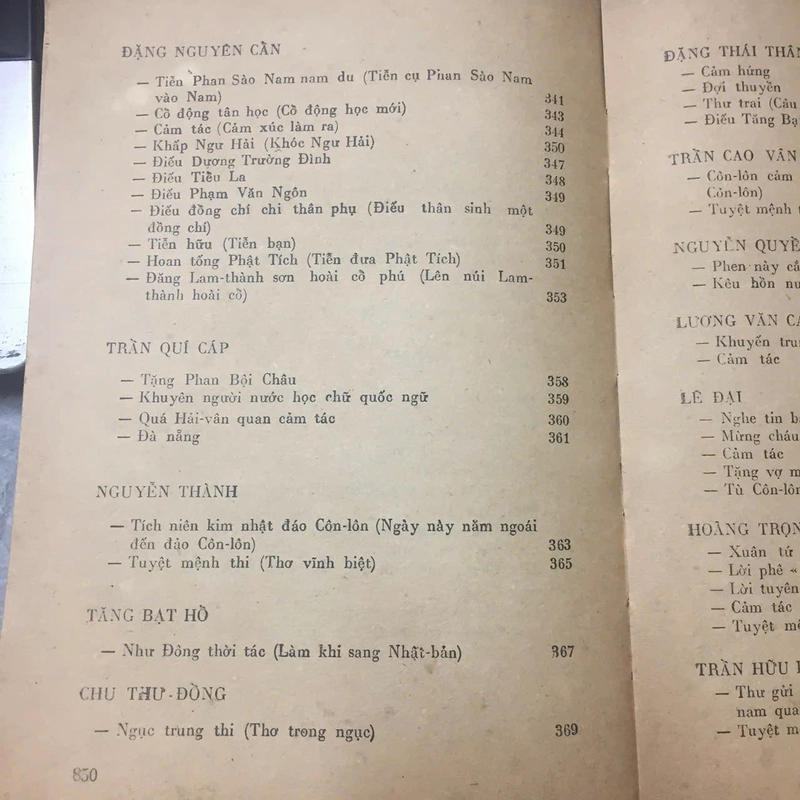 ĐẶNG NGUYÊN CẦN
— Tiễn Phan Sào Nam nam du (Tiễn cụ Phan Sào Nam
vào Nam) 341
— Cồ động tân học (Cồ động học mới) 343
— Cảm tác (Cảm xúc làm ra) 344
— Khấp Ngư Hải (Khóc Ngư Hải) 350
— Điếu Dương Trường Đình 347
— Điếu Tiều La 348
— Điếu Phạm Văn Ngôn 349
— Điếu đồng chí chi thân phụ (Điếu thân sinh một
đồng chí) 349
— Tiễn hữu (Tiễn bạn) 350
— Hoan tống Phật Tích (Tiễn đưa Phật Tích) 351
— Đăng Lam-thành sơn hoài cồ phú (Lên núi Lam-
thành hoài cồ) 353
TRẦN QUÍ CÁP
— Tặng Phan Bội Châu 358
— Khuyên người nước học chữ quốc ngữ 359
— Quá Hải-vân quan cảm tác 360
— Đà nẵng 361
NGUYỄN THÀNH
— Tích niên kim nhật đáo Côn-lôn (Ngày này năm ngoái
đến đảo Côn-lôn) 363
— Tuyệt mệnh thi (Thơ vĩnh biệt) 365
TĂNG BẠT HỒ
— Như Đông thời tác (Làm khi sang Nhật-bản) 367
CHU THƯ-ĐỒNG
— Ngục trung thi (Thơ trong ngục) 369
850
ĐẶNG THÁI THÂN
— Cảm hứng
— Đợi thuyền
— Thư trai (Câu
— Điếu Tăng Bạ
TRẦN CAO VÂN
— Côn-lôn cảm
Côn-lôn)
— Tuyệt mệnh t
NGUYỄN QUYỀ
— Phen này cắ
— Kêu hồn nư
LƯƠNG VĂN CA
— Khuyến tru
— Cảm tác
LÊ ĐẠI
— Nghe tin b
— Mừng cháu
— Cảm tác
— Tặng vợ m
— Tù Côn-lôn
HOÀNG TRỌN
— Xuân tứ
— Lời phê «
— Lời tuyên
— Cảm tác
— Tuyệt mệ
TRẦN HỮU
— Thư gửi
nam qua
— Tuyệt mệ